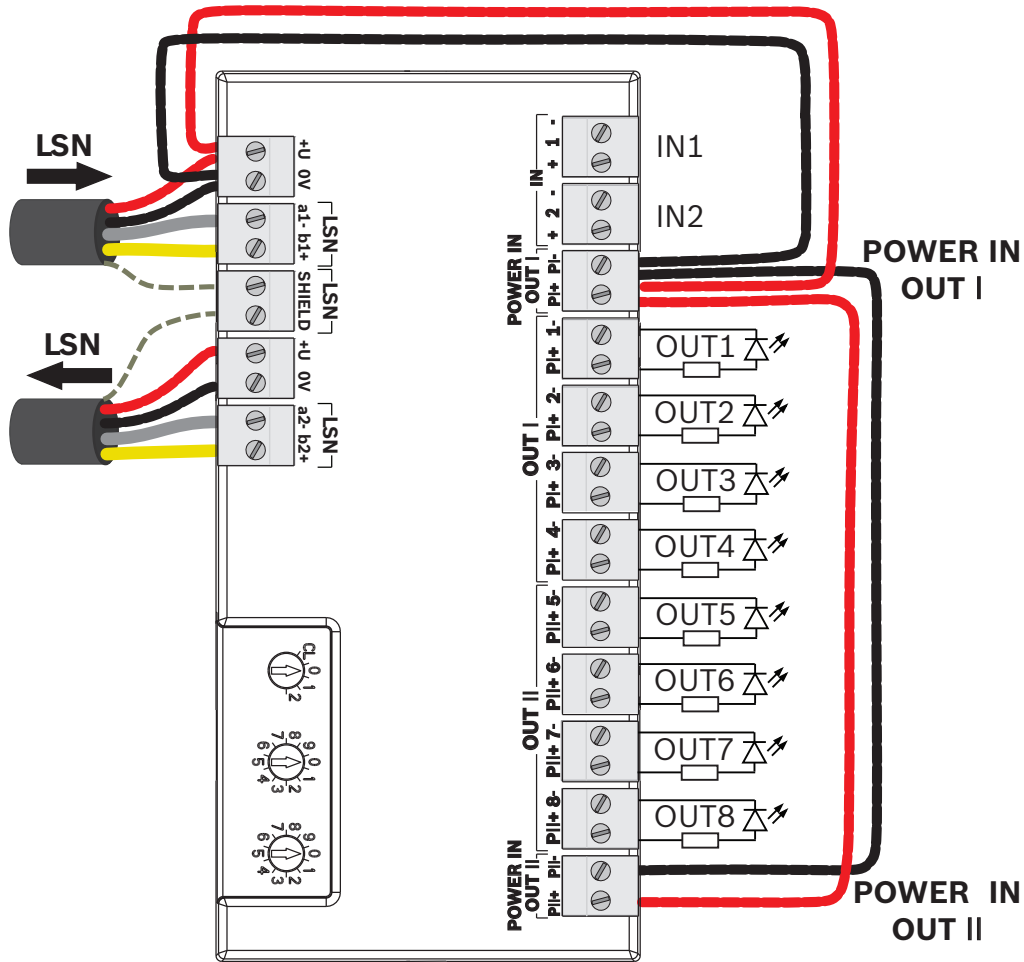 LSN
LSN
+U 0V
a1- b1+
LSN
SHIELD
LSN
+U 0V
a2- b2+
LSN
CL 0 1 2
0 1 2 3 4 5 6 7 8 9
0 1 2 3 4 5 6 7 8 9
IN
+ 1 -
+ 2 -
POWER IN
OUT I
PI+ PI-
OUT I
PI+ 1-
PI+ 2-
PI+ 3-
PI+ 4-
OUT II
PII+ 5-
PII+ 6-
PII+ 7-
PII+ 8-
POWER IN
OUT II
PII+ PII-
IN1
IN2
POWER IN
OUT I
OUT1
OUT2
OUT3
OUT4
OUT5
OUT6
OUT7
OUT8
POWER IN
OUT II